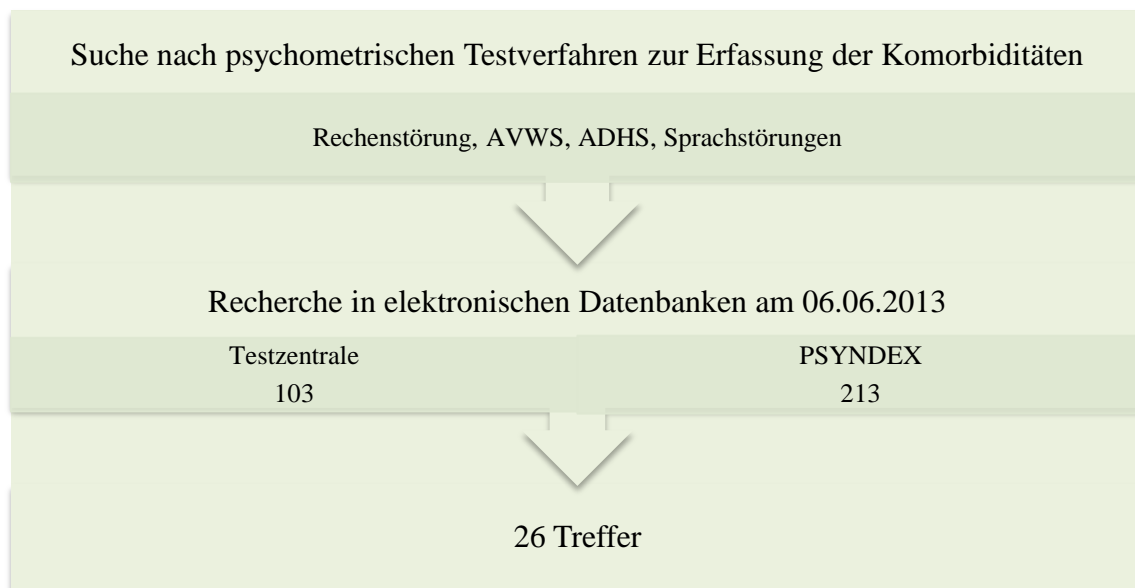 Suche nach psychometrischen Testverfahren zur Erfassung der Komorbiditäten
Rechenstörung, AVWS, ADHS, Sprachstörungen
Recherche in elektronischen Datenbanken am 06.06.2013
Testzentrale
103
PSYNDEX
213
26 Treffer